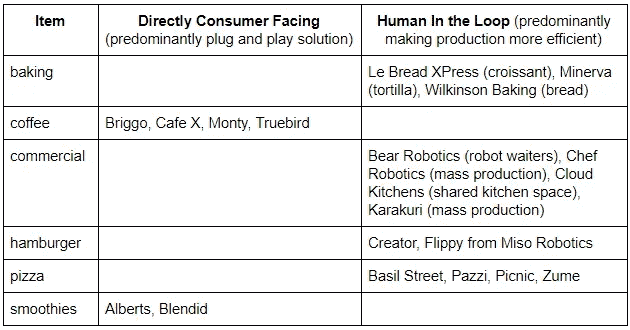 Item
Directly Consumer Facing
(predominantly plug and play solution)
Human In the Loop (predominantly
making production more efficient)
baking
Le Bread XPress (croissant), Minerva
(tortilla), Wilkinson Baking (bread)
coffee
Briggo, Cafe X, Monty, Truebird
commercial
Bear Robotics (robot waiters), Chef
Robotics (mass production), Cloud
Kitchens (shared kitchen space),
Karakuri (mass production)
hamburger
Creator, Flippy from Miso Robotics
pizza
Basil Street, Pazzi, Picnic, Zume
smoothies
Alberts, Blendid